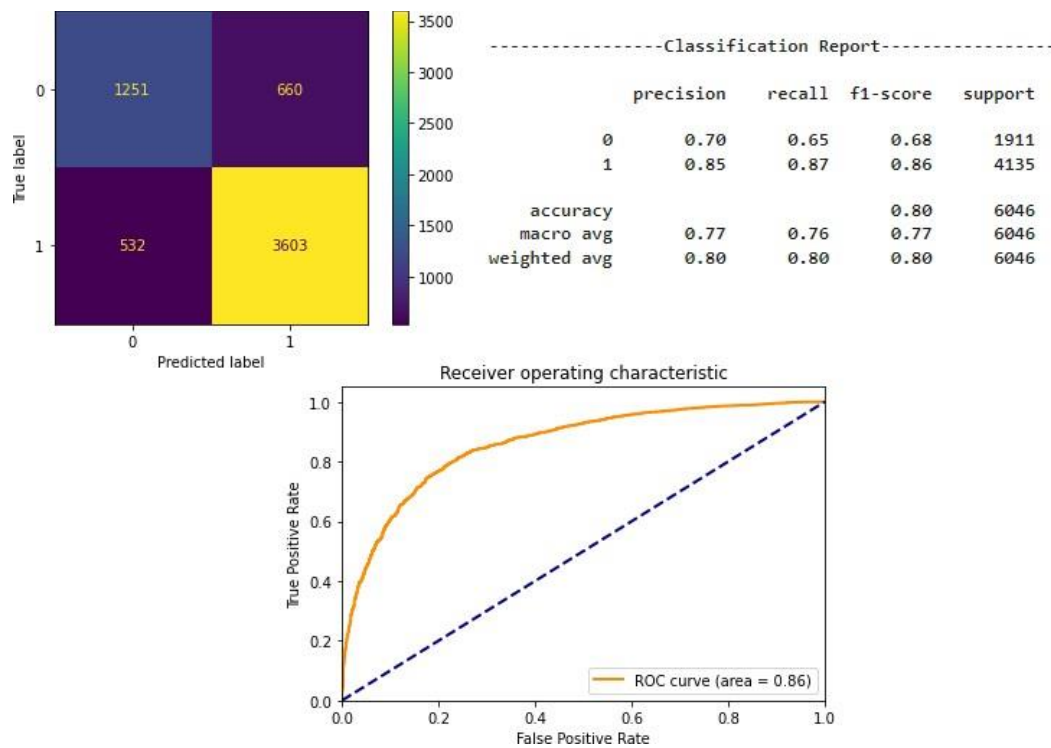 0
1251
660
1
532
3603
0
1
True label
Predicted label
3500
3000
2500
2000
1500
1000
-----------------Classification Report-----------------
precision recall f1-score support
0 0.70 0.65 0.68 1911
1 0.85 0.87 0.86 4135
accuracy 0.80 6046
macro avg 0.77 0.76 0.77 6046
weighted avg 0.80 0.80 0.80 6046
Receiver operating characteristic
True Positive Rate
1.0
0.8
0.6
0.4
0.2
0.0
ROC curve (area = 0.86)
0.0 0.2 0.4 0.6 0.8 1.0
False Positive Rate